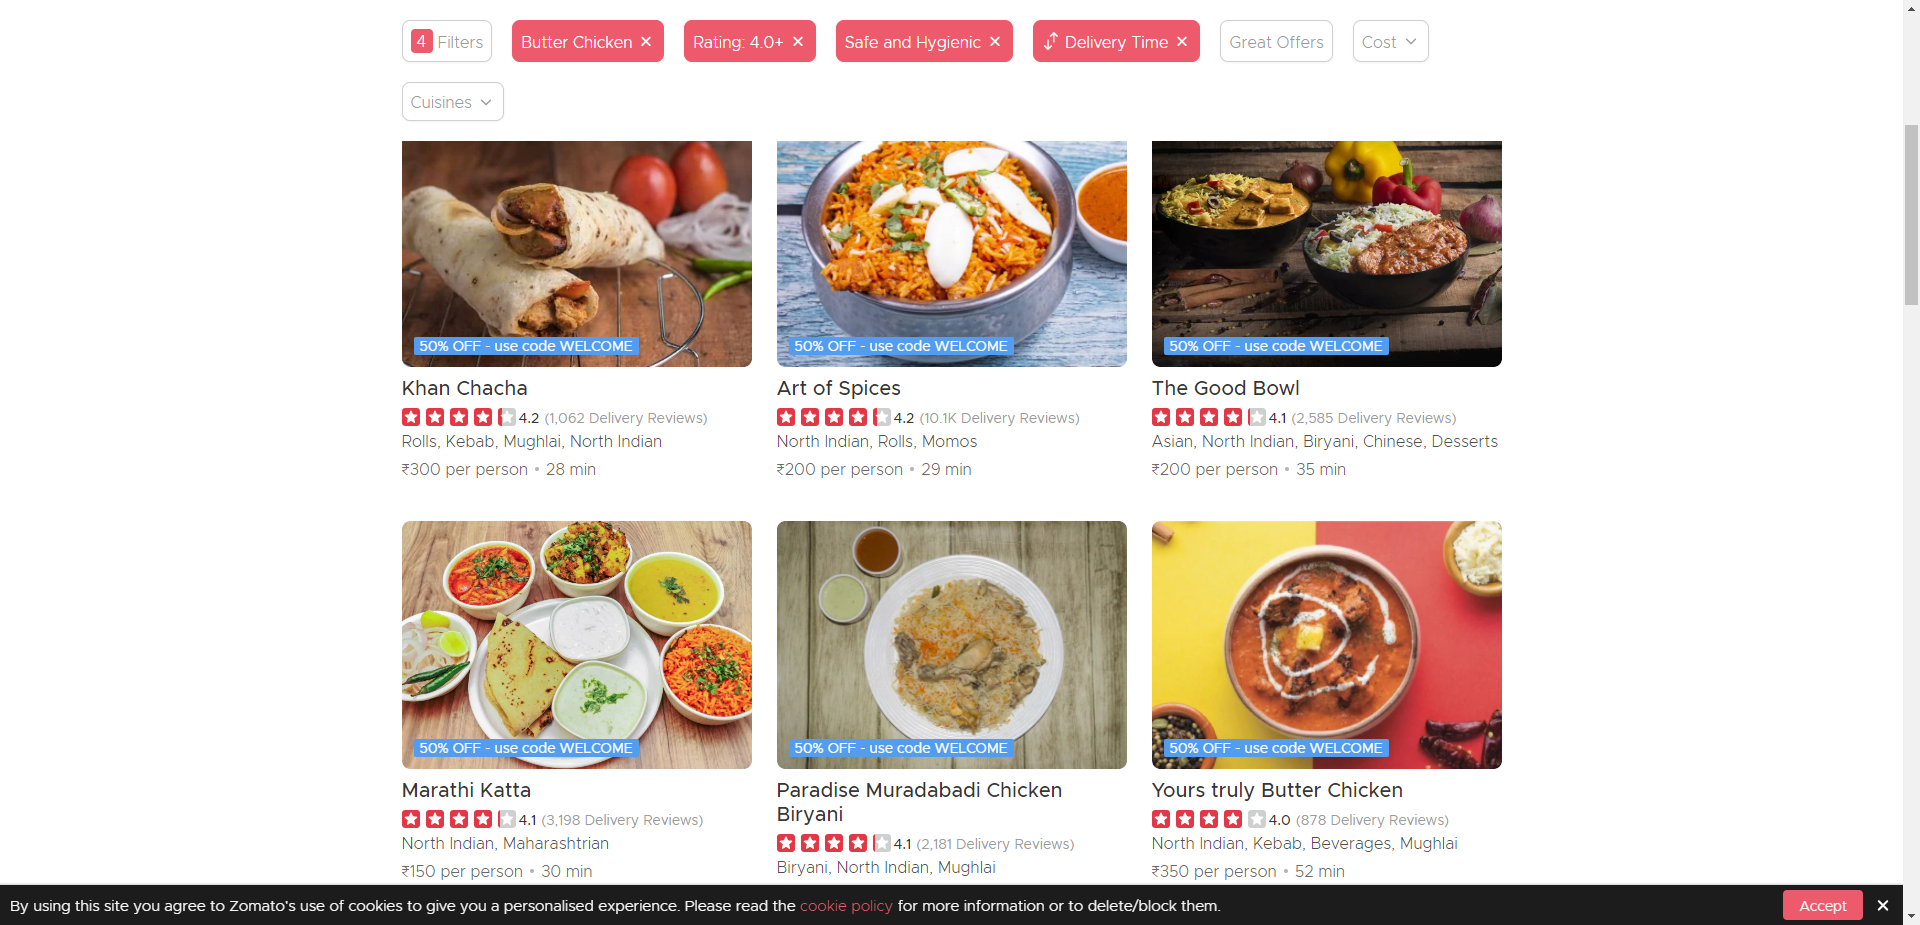 4 Filters
Butter Chicken ✕
Rating: 4.0+ ✕
Safe and Hygienic ✕
Delivery Time ✕
Great Offers
Cost
Cuisines
50% OFF - use code WELCOME
Khan Chacha
4.2 (1,062 Delivery Reviews)
Rolls, Kebab, Mughlai, North Indian
₹300 per person • 28 min
50% OFF - use code WELCOME
Art of Spices
4.2 (10.1K Delivery Reviews)
North Indian, Rolls, Momos
₹200 per person • 29 min
50% OFF - use code WELCOME
The Good Bowl
4.1 (2,585 Delivery Reviews)
Asian, North Indian, Biryani, Chinese, Desserts
₹200 per person • 35 min
50% OFF - use code WELCOME
Marathi Katta
4.1 (3,198 Delivery Reviews)
North Indian, Maharashtrian
₹150 per person • 30 min
50% OFF - use code WELCOME
Paradise Muradabadi Chicken
Biryani
4.1 (2,181 Delivery Reviews)
Biryani, North Indian, Mughlai
50% OFF - use code WELCOME
Yours truly Butter Chicken
4.0 (878 Delivery Reviews)
North Indian, Kebab, Beverages, Mughlai
₹350 per person • 52 min
By using this site you agree to Zomato's use of cookies to give you a personalised experience. Please read the cookie policy for more information or to delete/block them.
Accept ✕